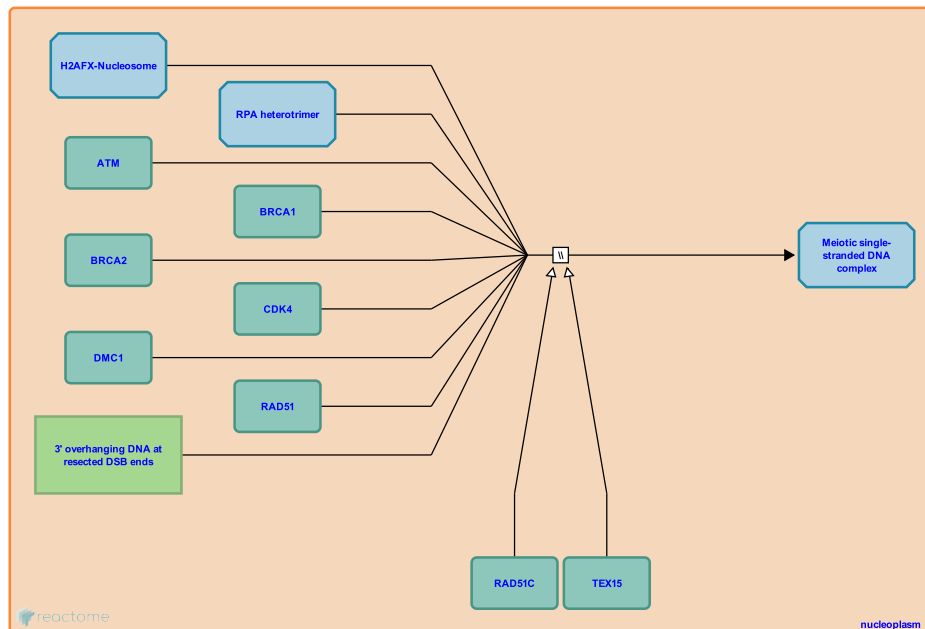 H2AFX-Nucleosome
RPA heterotrimer
ATM
BRCA1
BRCA2
CDK4
DMC1
RAD51
3' overhanging DNA at
resected DSB ends
\\
Meiotic single-
stranded DNA
complex
RAD51C
TEX15
reactome
nucleoplasm